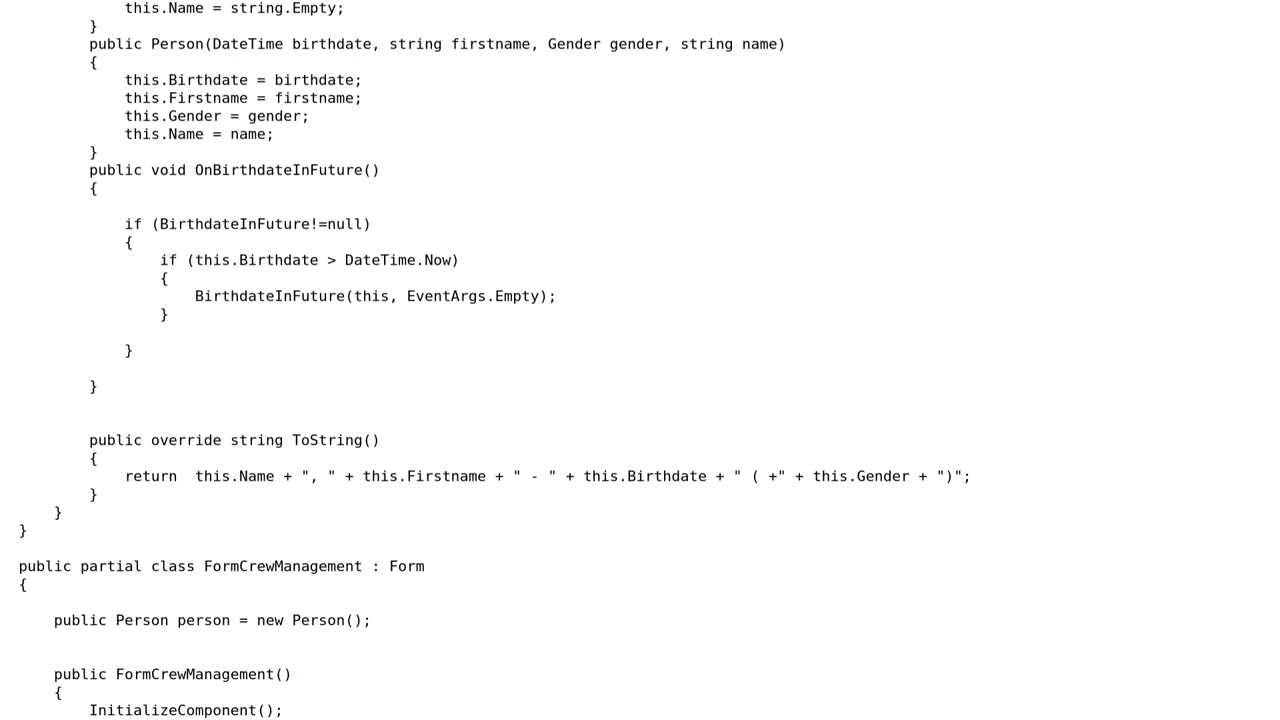 this.Name = string.Empty;
        }
        public Person(DateTime birthdate, string firstname, Gender gender, string name)
        {
            this.Birthdate = birthdate;
            this.Firstname = firstname;
            this.Gender = gender;
            this.Name = name;
        }
        public void OnBirthdateInFuture()
        {

            if (BirthdateInFuture!=null)
            {
                if (this.Birthdate > DateTime.Now)
                {
                    BirthdateInFuture(this, EventArgs.Empty);
                }

            }

        }


        public override string ToString()
        {
            return  this.Name + ", " + this.Firstname + " - " + this.Birthdate + " ( +" + this.Gender + ")";
        }
    }
}

public partial class FormCrewManagement : Form
{

    public Person person = new Person();


    public FormCrewManagement()
    {
        InitializeComponent();